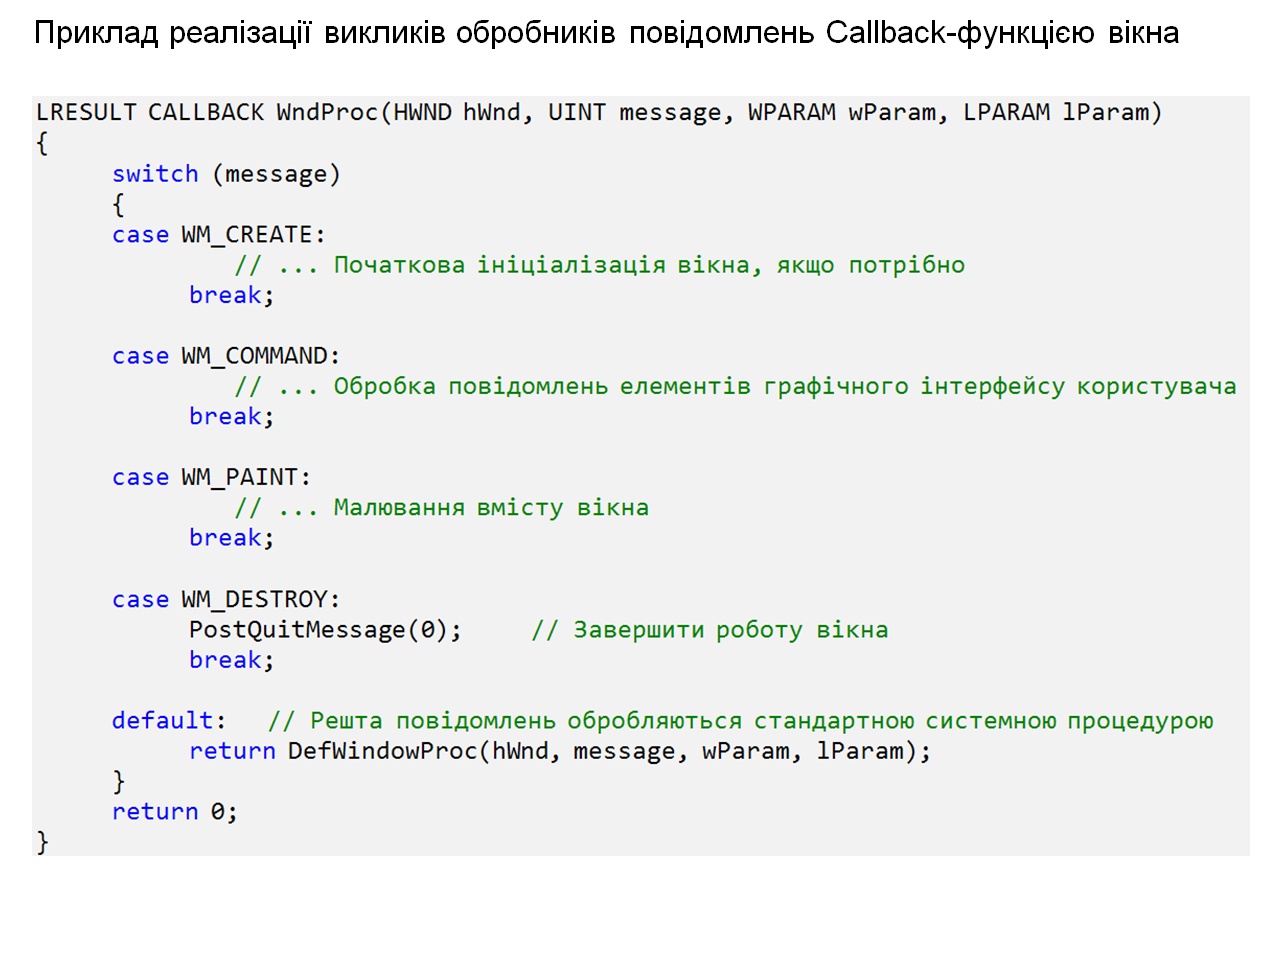 Приклад реалізації викликів обробників повідомлень Callback-функцією вікна
LRESULT CALLBACK WndProc(HWND hWnd, UINT message, WPARAM wParam, LPARAM lParam)
{
switch (message)
{
case WM_CREATE:
// ... Початкова ініціалізація вікна, якщо потрібно
break;
case WM_COMMAND:
// ... Обробка повідомлень елементів графічного інтерфейсу користувача
break;
case WM_PAINT:
// ... Малювання вмісту вікна
break;
case WM_DESTROY:
PostQuitMessage(0); // Завершити роботу вікна
break;
default: // Решта повідомлень обробляються стандартною системною процедурою
return DefWindowProc(hWnd, message, wParam, lParam);
}
return 0;
}